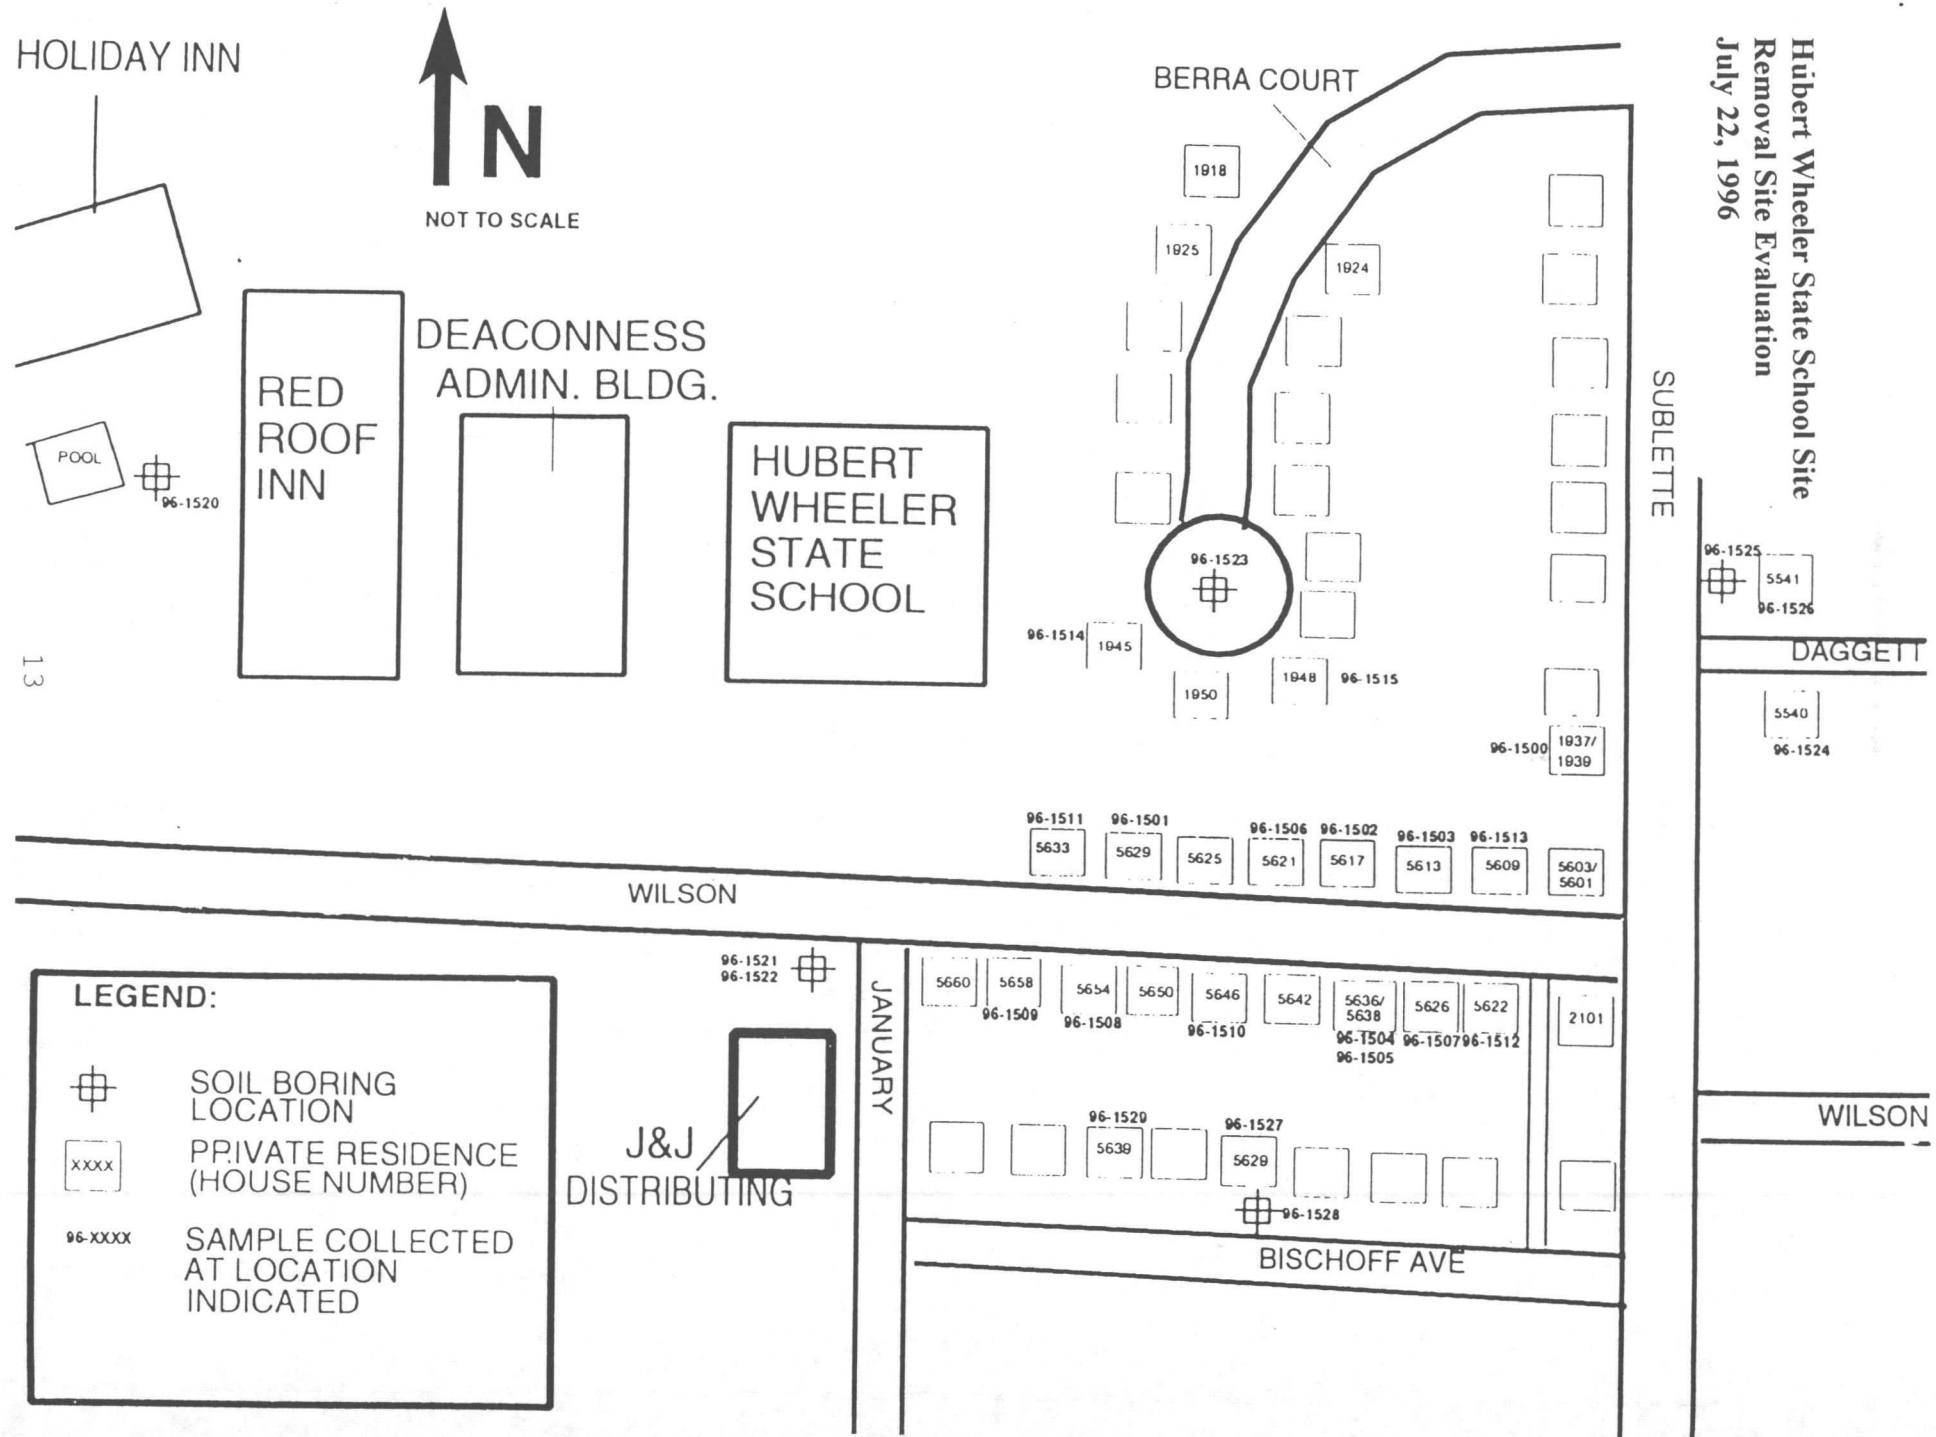 Hubert Wheeler State School Site
Removal Site Evaluation
July 22, 1996
HOLIDAY INN
N
NOT TO SCALE
BERRA COURT
1918
1925
1924
DEACONNESS
ADMIN. BLDG.
RED
ROOF
INN
HUBERT
WHEELER
STATE
SCHOOL
SUBLETTE
POOL
96-1520
96-1523
96-1525
5541
96-1526
DAGGETT
96-1514
1945
1950
1948
96-1515
5540
96-1524
96-1500
1937/
1939
13
96-1511
96-1501
96-1506
96-1502
96-1503
96-1513
5633
5629
5625
5621
5617
5613
5609
5603/
5601
WILSON
96-1521
96-1522
JANUARY
5660
5658
5654
5650
5646
5642
5636/
5638
5626
5622
2101
96-1509
96-1508
96-1510
96-1504
96-1505
96-1507
96-1512
LEGEND:
SOIL BORING
LOCATION
XXXX
PRIVATE RESIDENCE
(HOUSE NUMBER)
96-XXXX
SAMPLE COLLECTED
AT LOCATION
INDICATED
J&J
DISTRIBUTING
96-1529
5639
96-1527
5629
96-1528
WILSON
BISCHOFF AVE